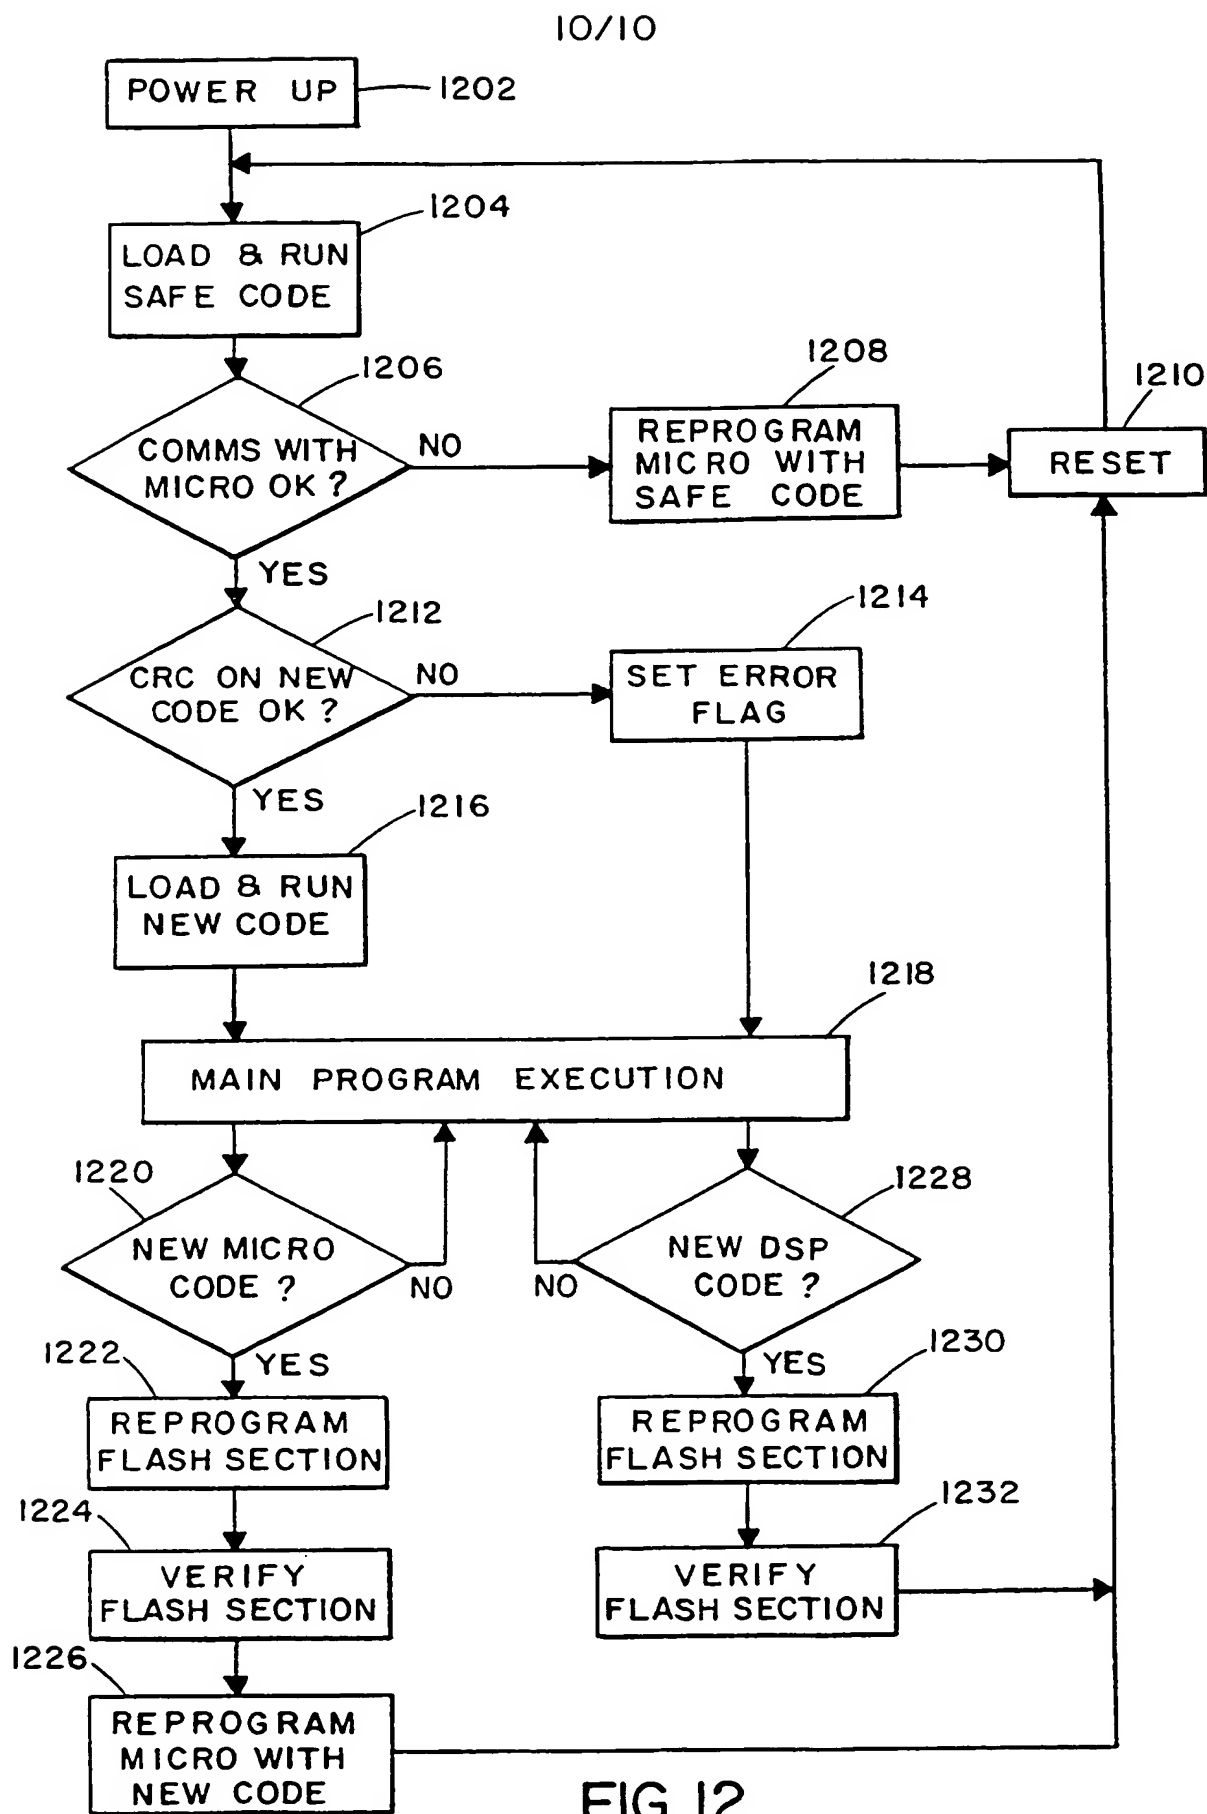 10/10
POWER UP
1202
1204
LOAD & RUN
SAFE CODE
1206
COMMS WITH
MICRO OK ?
NO
YES
1208
REPROGRAM
MICRO WITH
SAFE CODE
1210
RESET
1212
CRC ON NEW
CODE OK ?
NO
YES
1214
SET ERROR
FLAG
1216
LOAD & RUN
NEW CODE
1218
MAIN PROGRAM EXECUTION
1220
NEW MICRO
CODE ?
NO
YES
1228
NEW DSP
CODE ?
NO
YES
1222
REPROGRAM
FLASH SECTION
1230
REPROGRAM
FLASH SECTION
1224
VERIFY
FLASH SECTION
1232
VERIFY
FLASH SECTION
1226
REPROGRAM
MICRO WITH
NEW CODE
FIG. 12